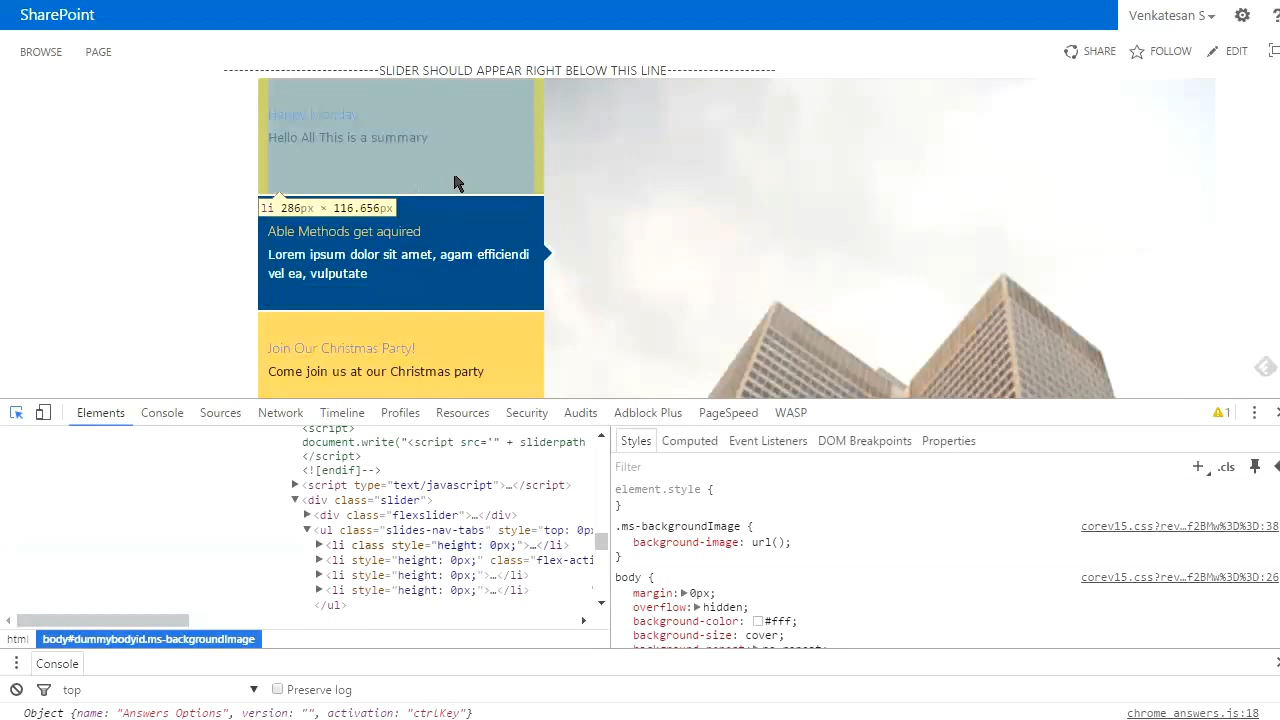 SharePoint
Venkatesan S
BROWSE PAGE SHARE FOLLOW EDIT
---------------------------SLIDER SHOULD APPEAR RIGHT BELOW THIS LINE-------------------
Happy Monday
Hello All This is a summary
li 286px × 116.656px
Able Methods get aquired
Lorem ipsum dolor sit amet, agam efficiendi
vel ea, vulputate
Join Our Christmas Party!
Come join us at our Christmas party
Elements Console Sources Network Timeline Profiles Resources Security Audits Adblock Plus PageSpeed WASP 1
<script>
document.write("<script src='" + sliderpath
</script>
<![endif]-->
<script type="text/javascript">…</script>
<div class="slider">
<div class="flexslider">…</div>
<ul class="slides-nav-tabs" style="top: 0px
<li class style="height: 0px;">…</li>
<li style="height: 0px;" class="flex-acti
<li style="height: 0px;">…</li>
<li style="height: 0px;">…</li>
</ul>
html body#dummybodyid.ms-backgroundImage
Styles Computed Event Listeners DOM Breakpoints Properties
Filter .cls
element.style {
}
.ms-backgroundImage { corev15.css?rev…f2BMw%3D%3D:38
background-image: url();
}
body { corev15.css?rev…f2BMw%3D%3D:26
margin: 0px;
overflow: hidden;
background-color: #fff;
background-size: cover;
background-repeat: no-repeat;
Console
top Preserve log
Object {name: "Answers Options", version: "", activation: "ctrlKey"} chrome_answers.js:18